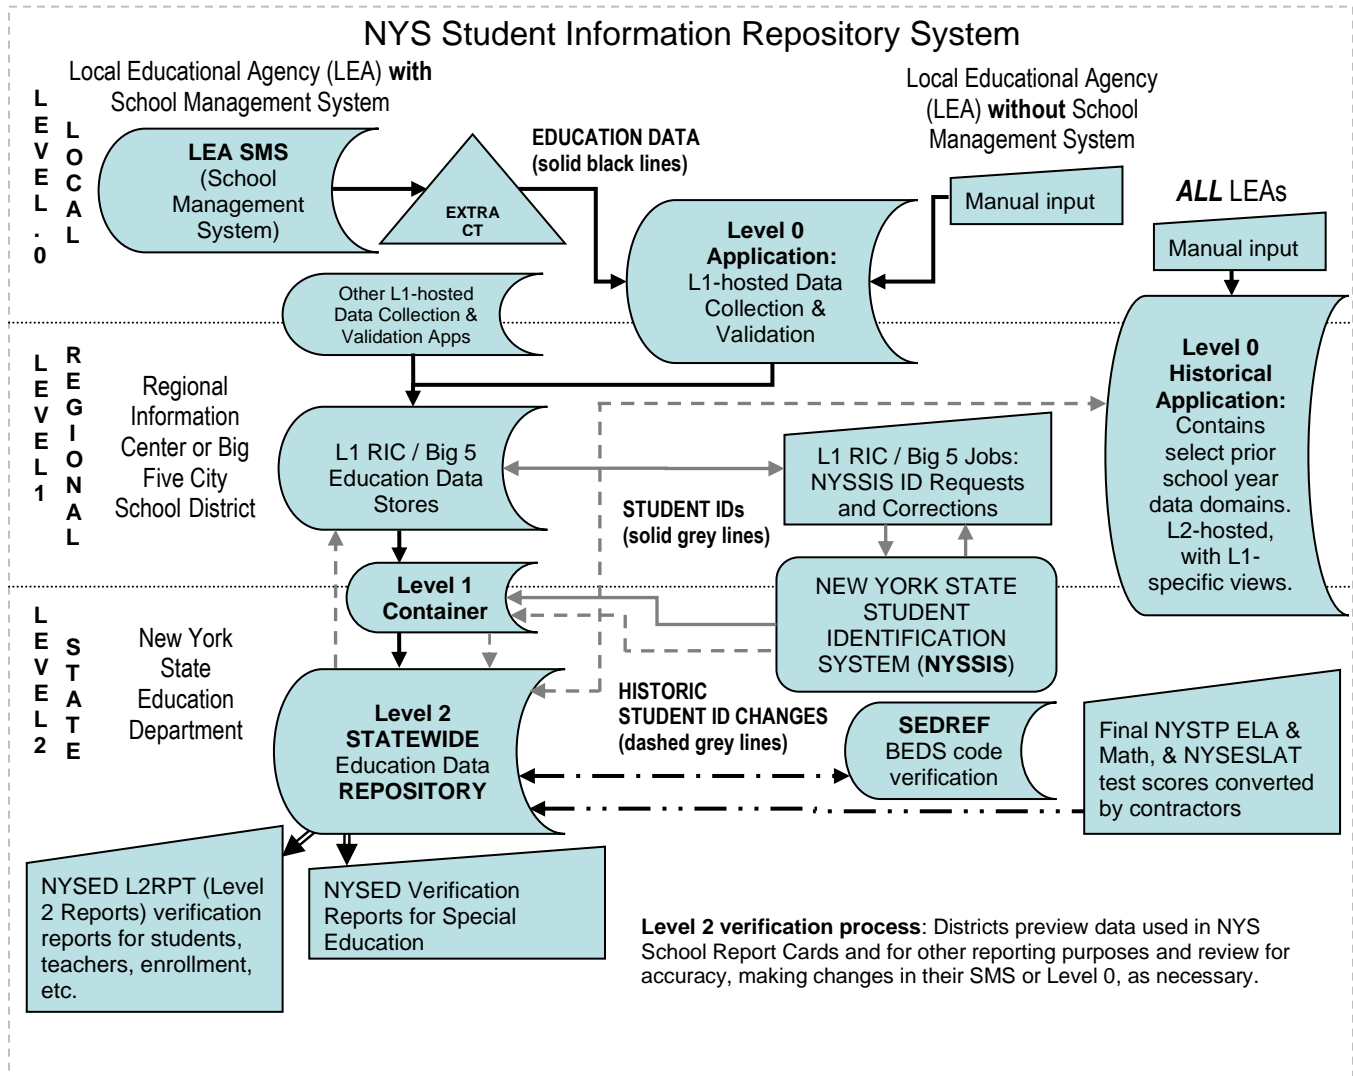 NYS Student Information Repository System
Local Educational Agency (LEA) with
School Management System
Local Educational Agency
(LEA) without School
Management System
LEVEL.0
LOCAL
LEA SMS
(School
Management
System)
EXTRA
CT
EDUCATION DATA
(solid black lines)
Level 0
Application:
L1-hosted Data
Collection &
Validation
Manual input
ALL LEAs
Manual input
Other L1-hosted
Data Collection &
Validation Apps
LEVEL1
REGIONAL
Regional
Information
Center or Big
Five City
School District
L1 RIC / Big 5
Education Data
Stores
STUDENT IDs
(solid grey lines)
L1 RIC / Big 5 Jobs:
NYSSIS ID Requests
and Corrections
Level 0
Historical
Application:
Contains
select prior
school year
data domains.
L2-hosted,
with L1-
specific views.
Level 1
Container
NEW YORK STATE
STUDENT
IDENTIFICATION
SYSTEM (NYSSIS)
LEVEL2
STATE
New York
State
Education
Department
Level 2
STATEWIDE
Education Data
REPOSITORY
HISTORIC
STUDENT ID CHANGES
(dashed grey lines)
SEDREF
BEDS code
verification
Final NYSTP ELA &
Math, & NYSESLAT
test scores converted
by contractors
NYSED L2RPT (Level
2 Reports) verification
reports for students,
teachers, enrollment,
etc.
NYSED Verification
Reports for Special
Education
Level 2 verification process: Districts preview data used in NYS
School Report Cards and for other reporting purposes and review for
accuracy, making changes in their SMS or Level 0, as necessary.